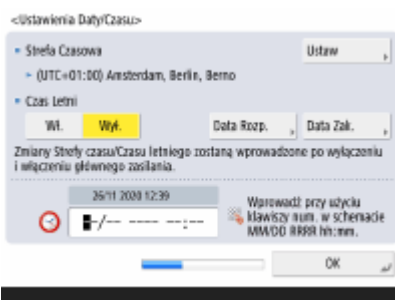 <Ustawienia Daty/Czasu>
Strefa Czasowa
Ustaw
(UTC+01:00) Amsterdam, Berlin, Berno
Czas Letni
Wł. Wył. Data Rozp. Data Zak.
Zmiany Strefy czasu/Czasu letniego zostaną wprowadzone po wyłączeniu
i włączeniu głównego zasilania.
26/11 2020 12:39
-/-- ---- --:--
Wprowadź przy użyciu
klawiszy num. w schemacie
MM/DD RRRR hh:mm.
OK